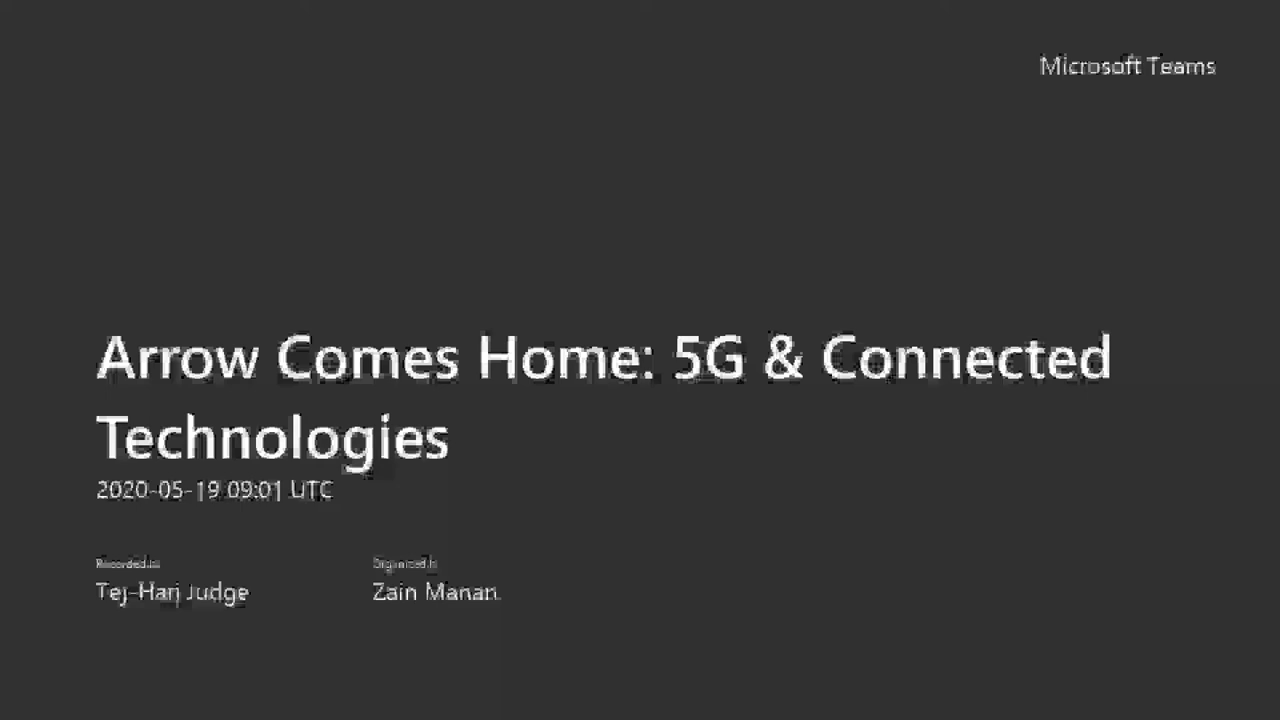 Microsoft Teams
Arrow Comes Home: 5G & Connected
Technologies
2020-05-19 09:01 UTC
Recorded by Organized by
Tej-Harj Judge Zain Manan